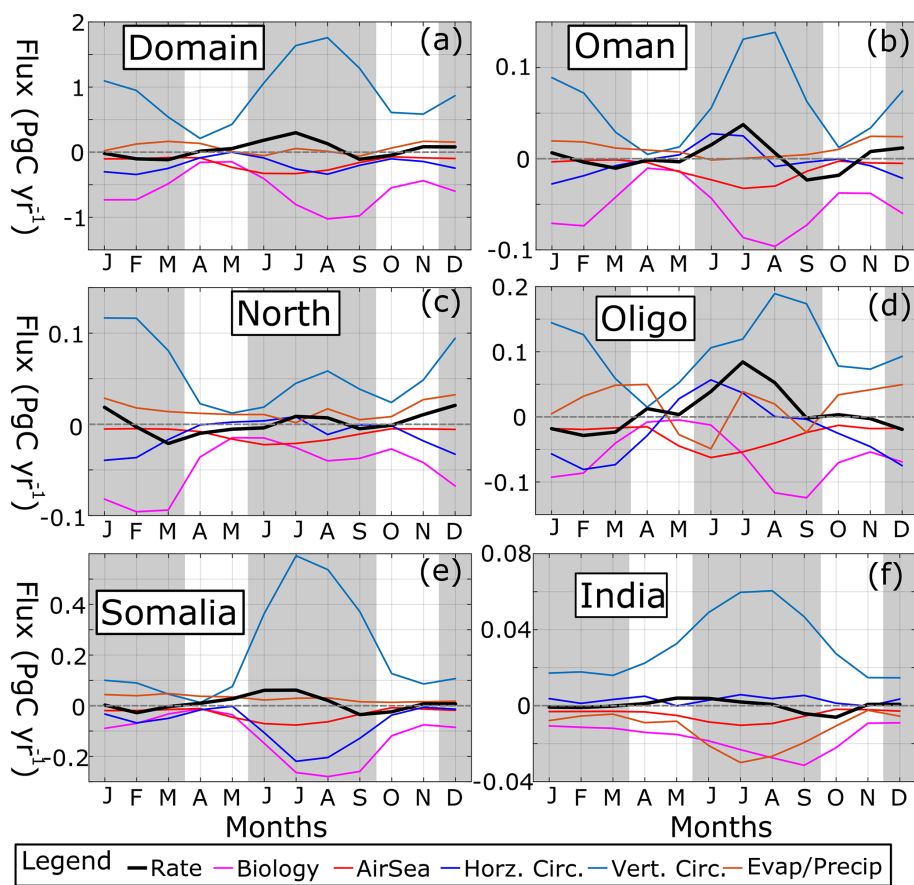 Domain (a)
Oman (b)
Flux (PgC yr-1)
2
1
0
-1
0.1
0
-0.1
J F M A M J J A S O N D
J F M A M J J A S O N D
North (c)
Oligo (d)
Flux (PgC yr-1)
0.1
0
-0.1
0.2
0.1
0
-0.1
J F M A M J J A S O N D
J F M A M J J A S O N D
Somalia (e)
India (f)
Flux (PgC yr-1)
0.4
0.2
0
-0.2
0.08
0.04
0
-0.04
J F M A M J J A S O N D
J F M A M J J A S O N D
Months
Months
Legend Rate Biology AirSea Horz. Circ. Vert. Circ. Evap/Precip